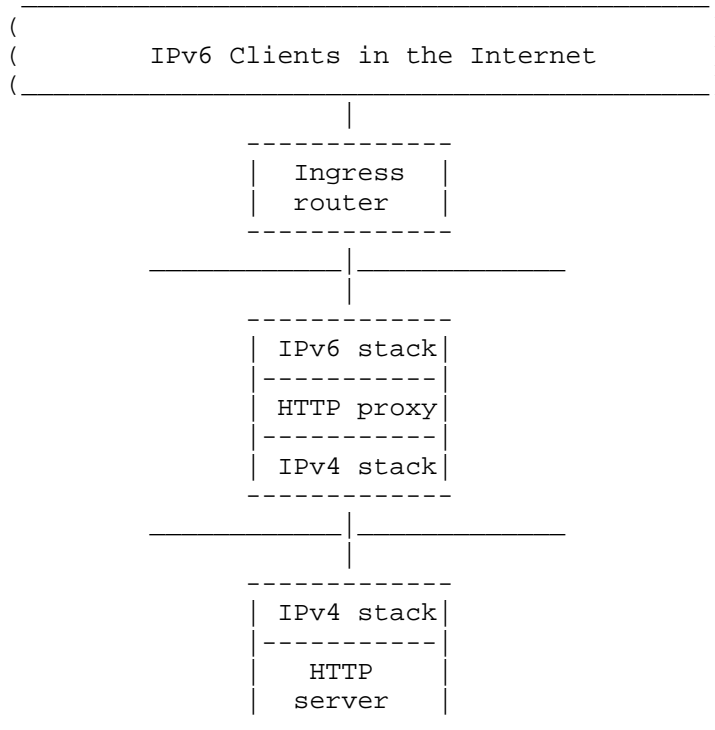 IPv6 Clients in the Internet
Ingress
router
IPv6 stack
HTTP proxy
IPv4 stack
IPv4 stack
HTTP
server